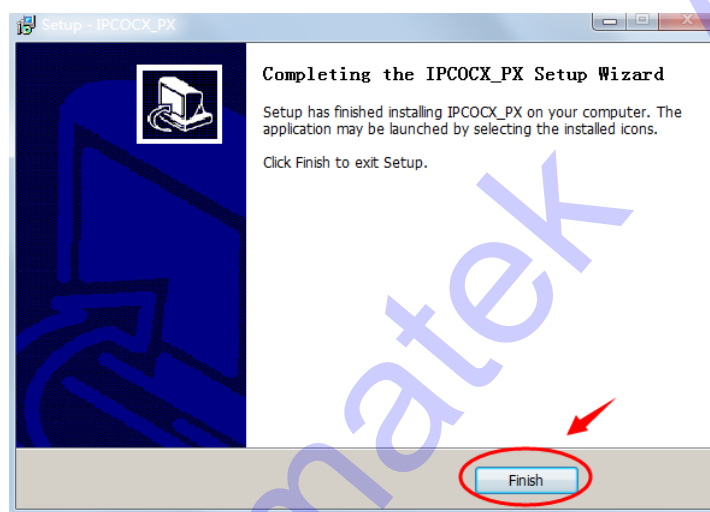 Setup - IPCOCX_PX
Completing the IPCOCX_PX Setup Wizard
Setup has finished installing IPCOCX_PX on your computer. The
application may be launched by selecting the installed icons.
Click Finish to exit Setup.
Finish
matek